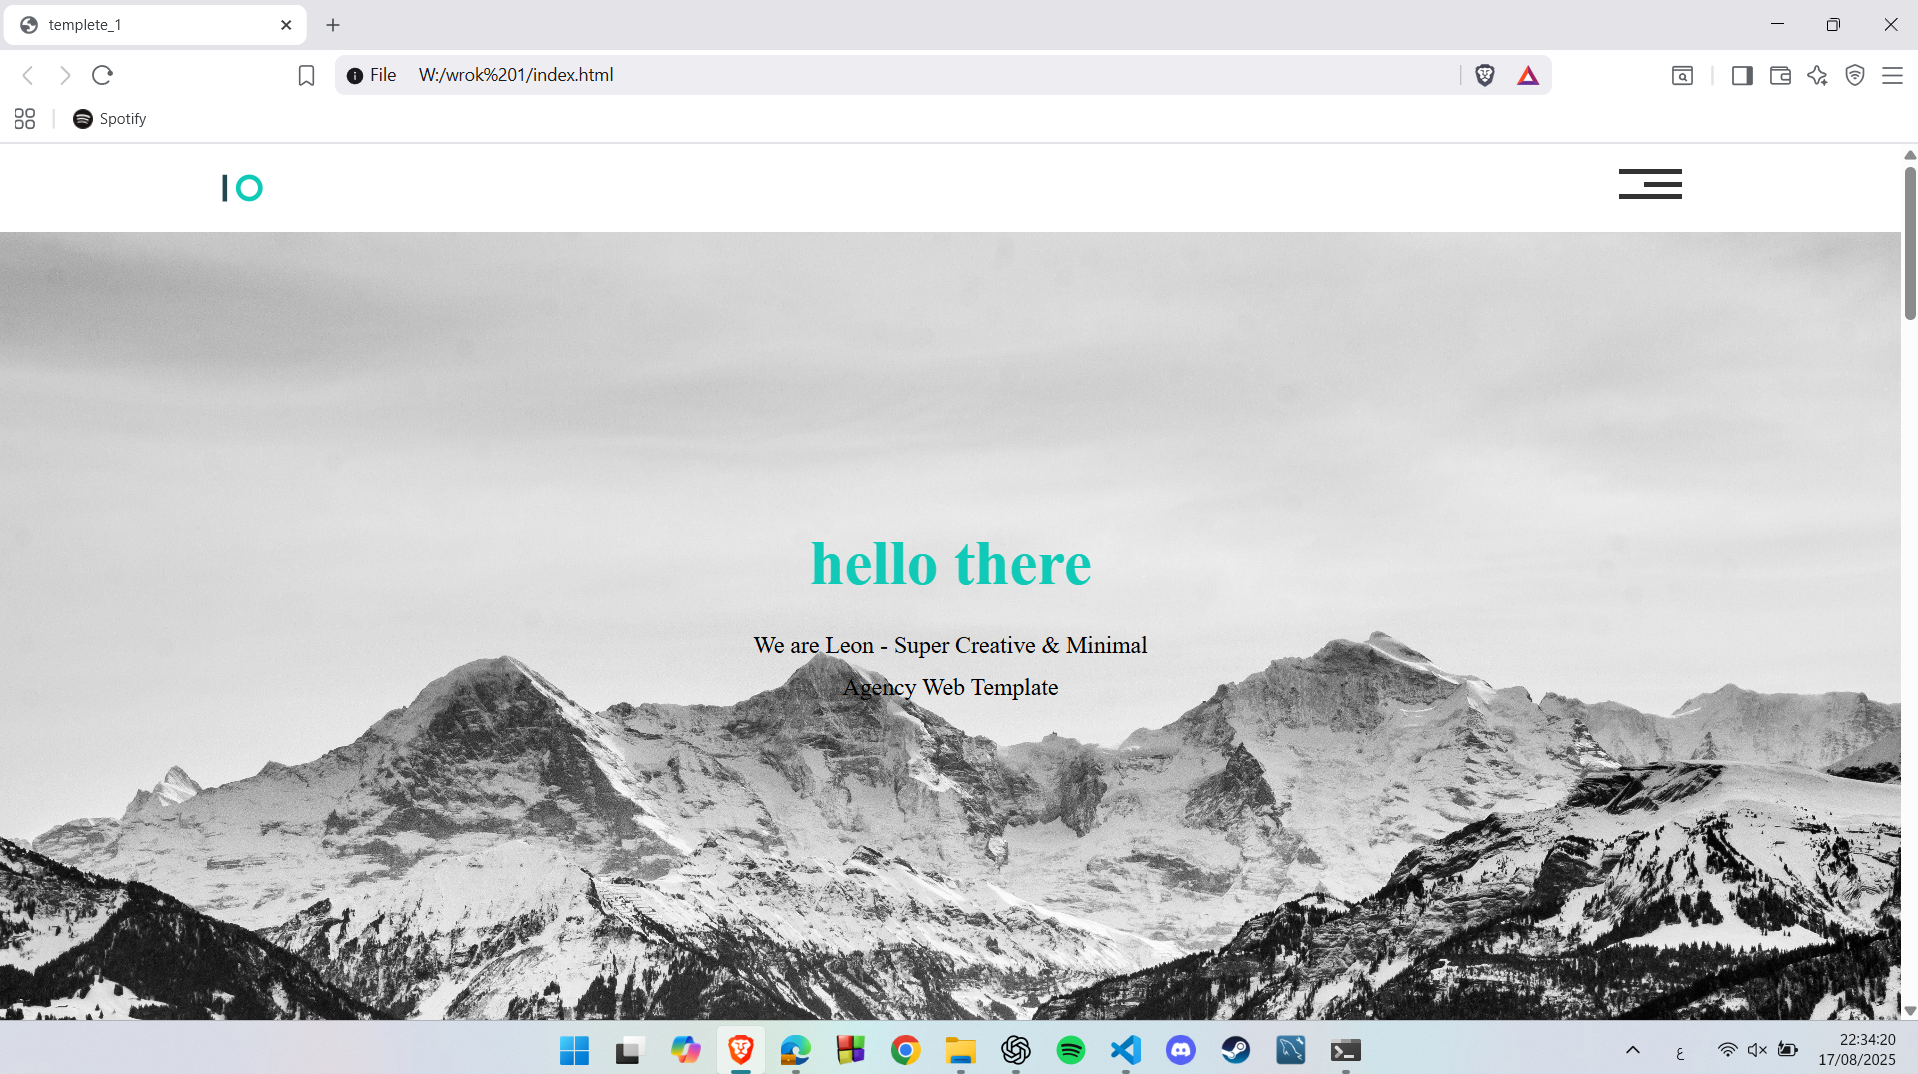 templete_1
File W:/wrok%201/index.html
Spotify
IO
hello there
We are Leon - Super Creative & Minimal
Agency Web Template
ع
22:34:20
17/08/2025